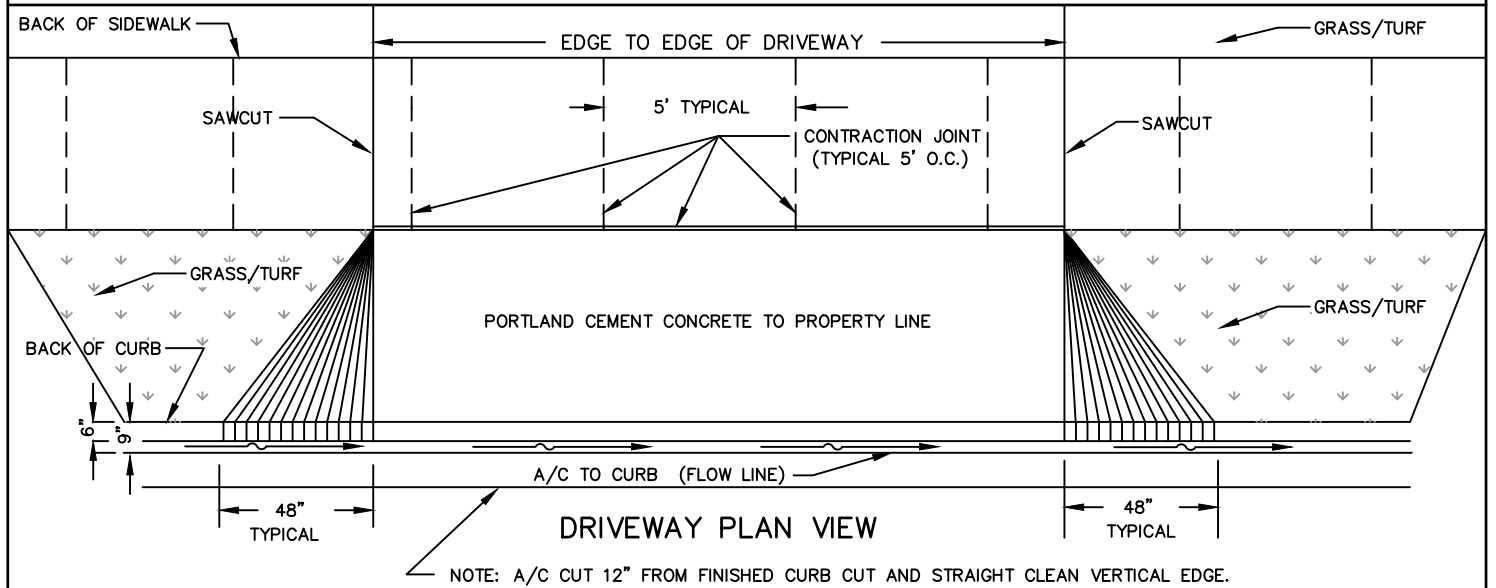 BACK OF SIDEWALK
EDGE TO EDGE OF DRIVEWAY
GRASS/TURF
SAWCUT
5' TYPICAL
CONTRACTION JOINT
(TYPICAL 5' O.C.)
SAWCUT
GRASS/TURF
PORTLAND CEMENT CONCRETE TO PROPERTY LINE
GRASS/TURF
BACK OF CURB
6"
9"
A/C TO CURB (FLOW LINE)
48"
TYPICAL
DRIVEWAY PLAN VIEW
48"
TYPICAL
NOTE: A/C CUT 12" FROM FINISHED CURB CUT AND STRAIGHT CLEAN VERTICAL EDGE.